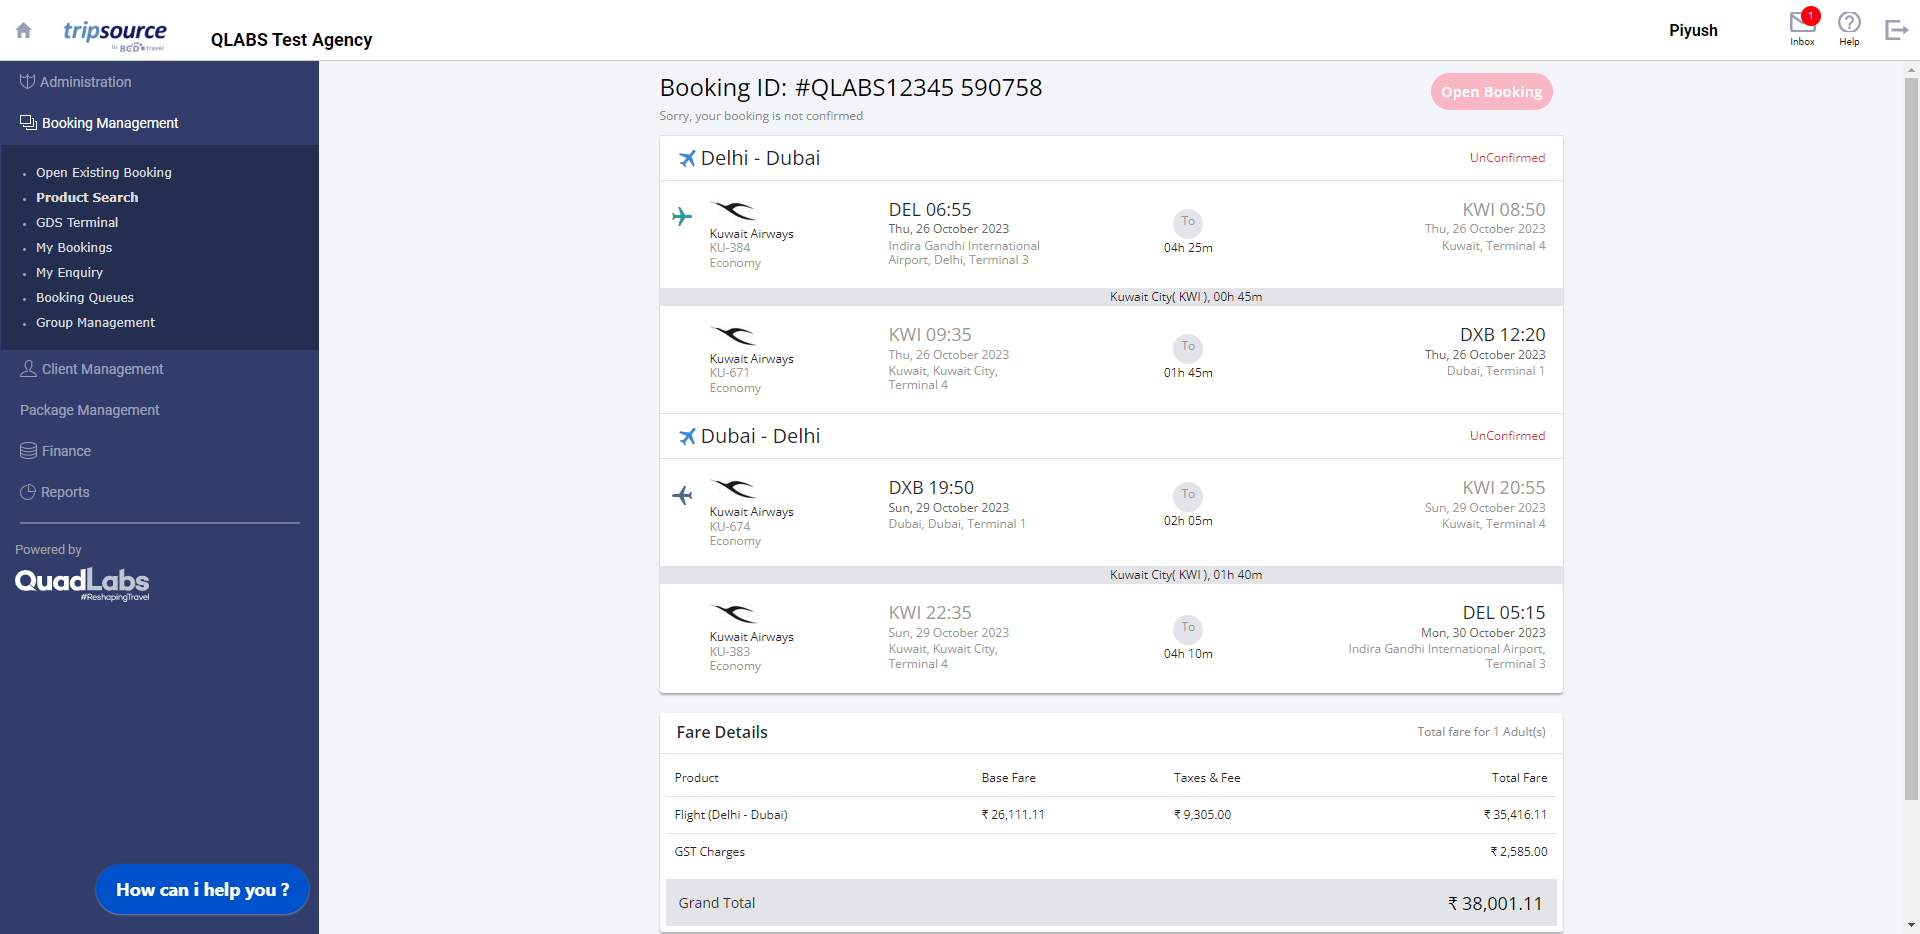 tripsource
by BCD travel
QLABS Test Agency
Piyush
1
Inbox
Help
Administration
Booking Management
Open Existing Booking
Product Search
GDS Terminal
My Bookings
My Enquiry
Booking Queues
Group Management
Client Management
Package Management
Finance
Reports
Powered by
QuadLabs
#ReshapingTravel
How can i help you ?
Booking ID: #QLABS12345 590758
Open Booking
Sorry, your booking is not confirmed
Delhi - Dubai
UnConfirmed
Kuwait Airways
KU-384
Economy
DEL 06:55
Thu, 26 October 2023
Indira Gandhi International
Airport, Delhi, Terminal 3
To
04h 25m
KWI 08:50
Thu, 26 October 2023
Kuwait, Terminal 4
Kuwait City( KWI ), 00h 45m
Kuwait Airways
KU-671
Economy
KWI 09:35
Thu, 26 October 2023
Kuwait, Kuwait City,
Terminal 4
To
01h 45m
DXB 12:20
Thu, 26 October 2023
Dubai, Terminal 1
Dubai - Delhi
UnConfirmed
Kuwait Airways
KU-674
Economy
DXB 19:50
Sun, 29 October 2023
Dubai, Dubai, Terminal 1
To
02h 05m
KWI 20:55
Sun, 29 October 2023
Kuwait, Terminal 4
Kuwait City( KWI ), 01h 40m
Kuwait Airways
KU-383
Economy
KWI 22:35
Sun, 29 October 2023
Kuwait, Kuwait City,
Terminal 4
To
04h 10m
DEL 05:15
Mon, 30 October 2023
Indira Gandhi International Airport,
Terminal 3
Fare Details
Total fare for 1 Adult(s)
Product Base Fare Taxes & Fee Total Fare
Flight (Delhi - Dubai) ₹ 26,111.11 ₹ 9,305.00 ₹ 35,416.11
GST Charges ₹ 2,585.00
Grand Total ₹ 38,001.11